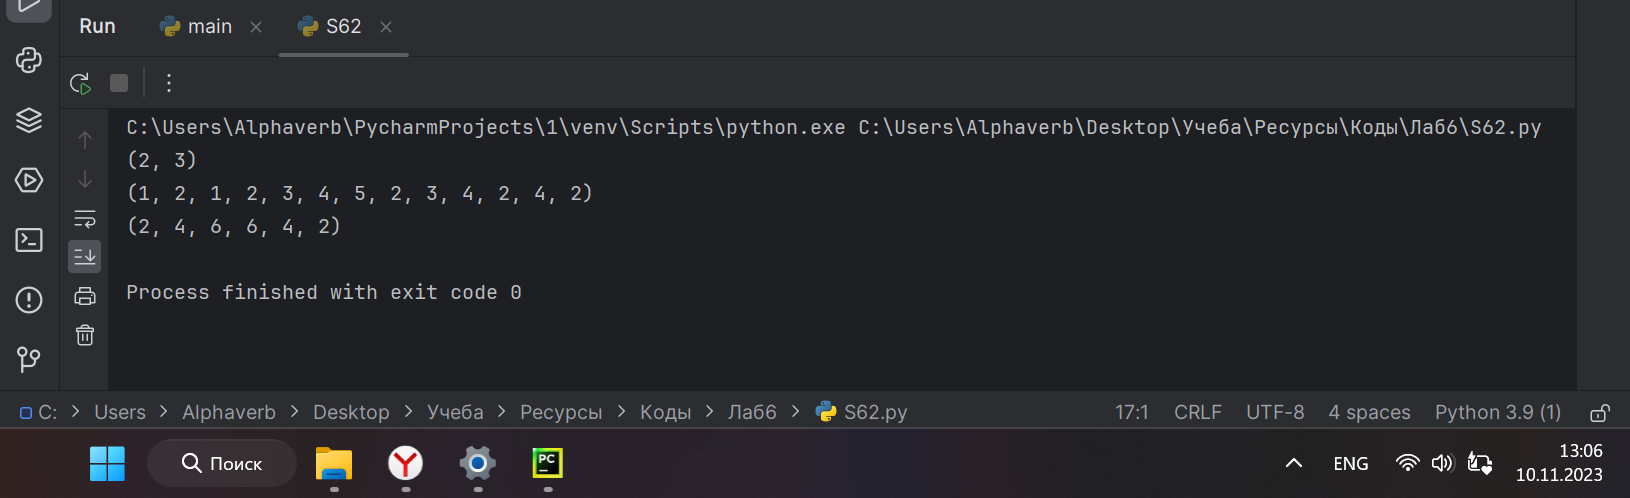 Run main S62
C:\Users\Alphaverb\PycharmProjects\1\venv\Scripts\python.exe C:\Users\Alphaverb\Desktop\Учеба\Ресурсы\Коды\Лаб6\S62.py
(2, 3)
(1, 2, 1, 2, 3, 4, 5, 2, 3, 4, 2, 4, 2)
(2, 4, 6, 6, 4, 2)
Process finished with exit code 0
C: > Users > Alphaverb > Desktop > Учеба > Ресурсы > Коды > Лаб6 > S62.py 17:1 CRLF UTF-8 4 spaces Python 3.9 (1)
Поиск PC ENG 13:06
10.11.2023